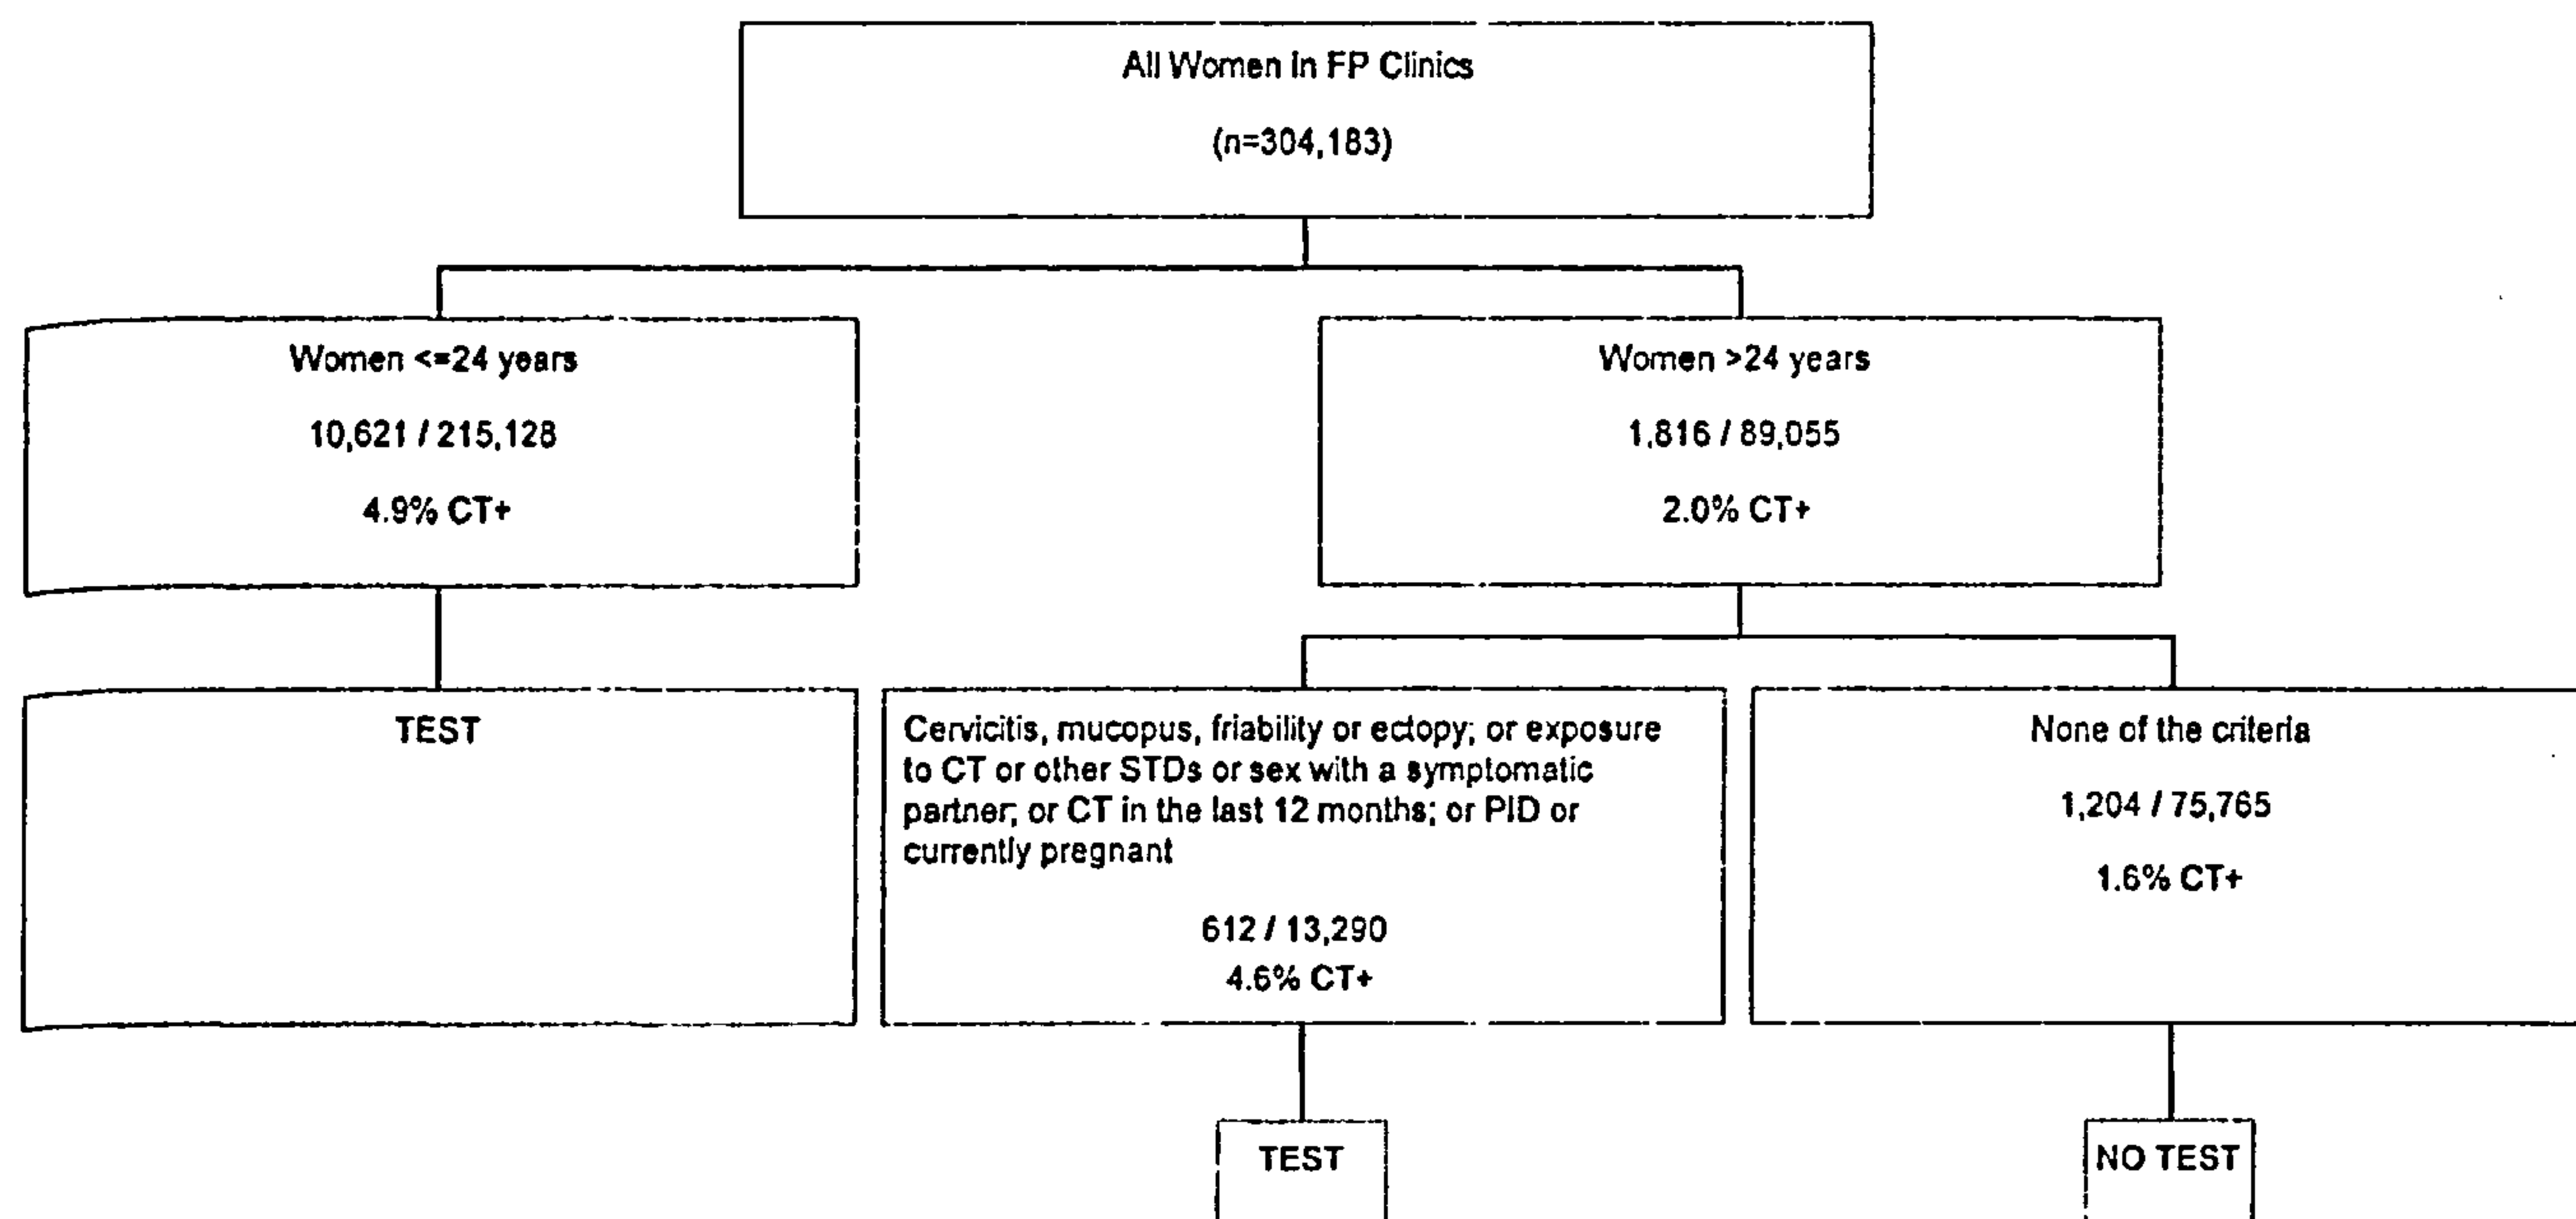 All Women in FP Clinics
(n=304,183)
Women <=24 years
10,621 / 215,128
4.9% CT+
Women >24 years
1,816 / 89,055
2.0% CT+
TEST
Cervicitis, mucopus, friability or ectopy; or exposure
to CT or other STDs or sex with a symptomatic
partner; or CT in the last 12 months; or PID or
currently pregnant
612 / 13,290
4.6% CT+
None of the criteria
1,204 / 75,765
1.6% CT+
TEST
NO TEST